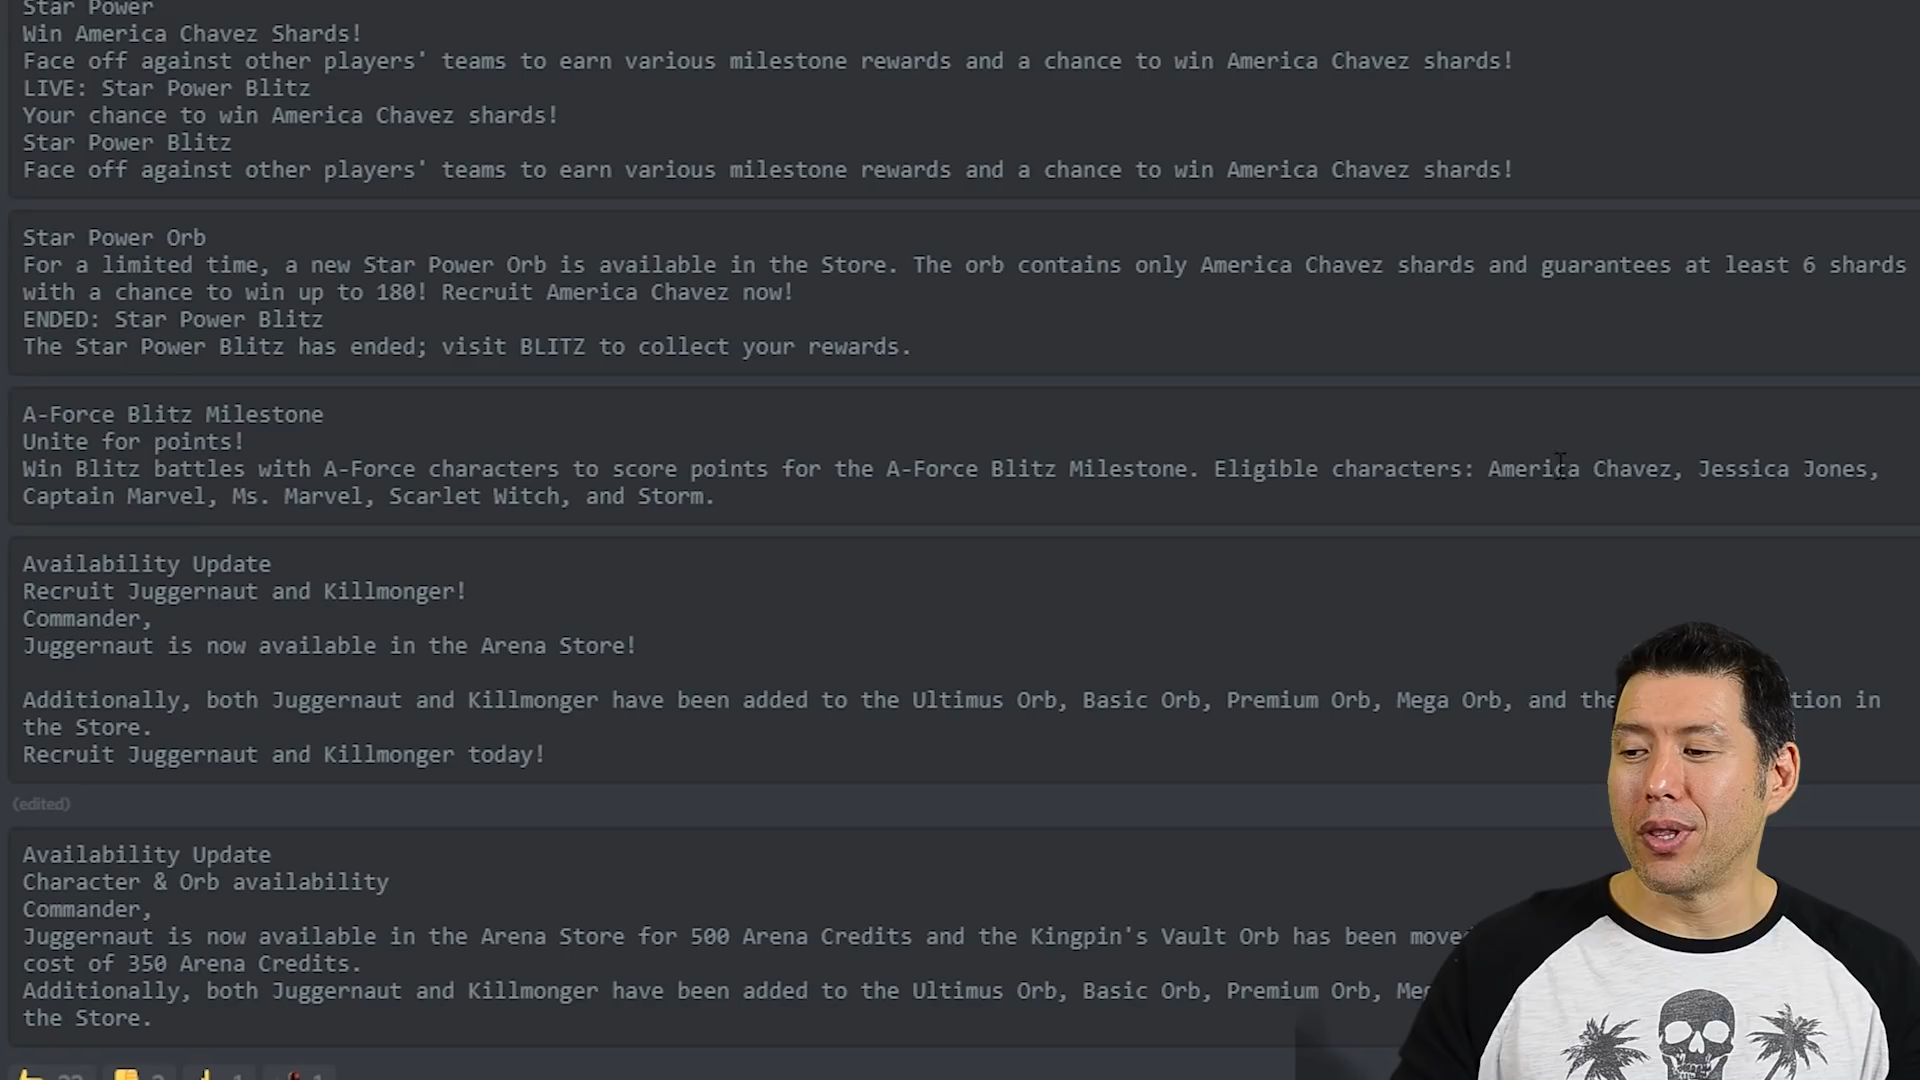 Star Power
Win America Chavez Shards!
Face off against other players' teams to earn various milestone rewards and a chance to win America Chavez shards!
LIVE: Star Power Blitz
Your chance to win America Chavez shards!
Star Power Blitz
Face off against other players' teams to earn various milestone rewards and a chance to win America Chavez shards!
Star Power Orb
For a limited time, a new Star Power Orb is available in the Store. The orb contains only America Chavez shards and guarantees at least 6 shards
with a chance to win up to 180! Recruit America Chavez now!
ENDED: Star Power Blitz
The Star Power Blitz has ended; visit BLITZ to collect your rewards.
A-Force Blitz Milestone
Unite for points!
Win Blitz battles with A-Force characters to score points for the A-Force Blitz Milestone. Eligible characters: America Chavez, Jessica Jones,
Captain Marvel, Ms. Marvel, Scarlet Witch, and Storm.
Availability Update
Recruit Juggernaut and Killmonger!
Commander,
Juggernaut is now available in the Arena Store!
Additionally, both Juggernaut and Killmonger have been added to the Ultimus Orb, Basic Orb, Premium Orb, Mega Orb, and the tion in
the Store.
Recruit Juggernaut and Killmonger today!
(edited)
Availability Update
Character & Orb availability
Commander,
Juggernaut is now available in the Arena Store for 500 Arena Credits and the Kingpin's Vault Orb has been move
cost of 350 Arena Credits.
Additionally, both Juggernaut and Killmonger have been added to the Ultimus Orb, Basic Orb, Premium Orb, Me
the Store.